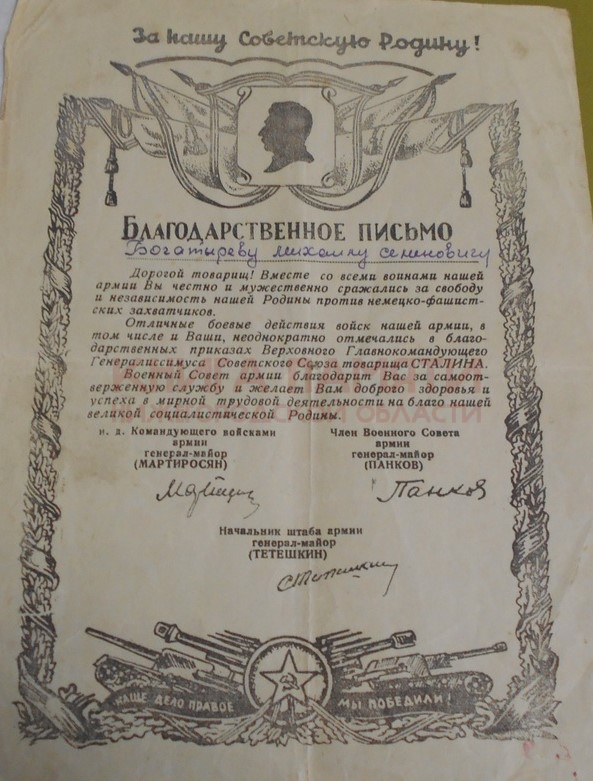 За нашу Советскую Родину!
БЛАГОДАРСТВЕННОЕ ПИСЬМО
Богатыреву Михаилу Семеновичу
Дорогой товарищ! Вместе со всеми воинами нашей
армии Вы честно и мужественно сражались за свободу
и независимость нашей Родины против немецко-фашист-
ских захватчиков.
Отличные боевые действия войск нашей армии, в
том числе и Ваши, неоднократно отмечались в благо-
дарственных приказах Верховного Главнокомандующего
Генералиссимуса Советского Союза товарища СТАЛИНА.
Военный Совет армии благодарит Вас за самоот-
верженную службу и желает Вам доброго здоровья и
успеха в мирной трудовой деятельности на благо нашей
великой социалистической Родины.
и. д. Командующего войсками
армии
генерал-майор
(МАРТИРОСЯН)
Член Военного Совета
армии
генерал-майор
(ПАНКОВ)
Панков
Начальник штаба армии
генерал-майор
(ТЕТЕШКИН)
НАШЕ ДЕЛО ПРАВОЕ
МЫ ПОБЕДИЛИ!